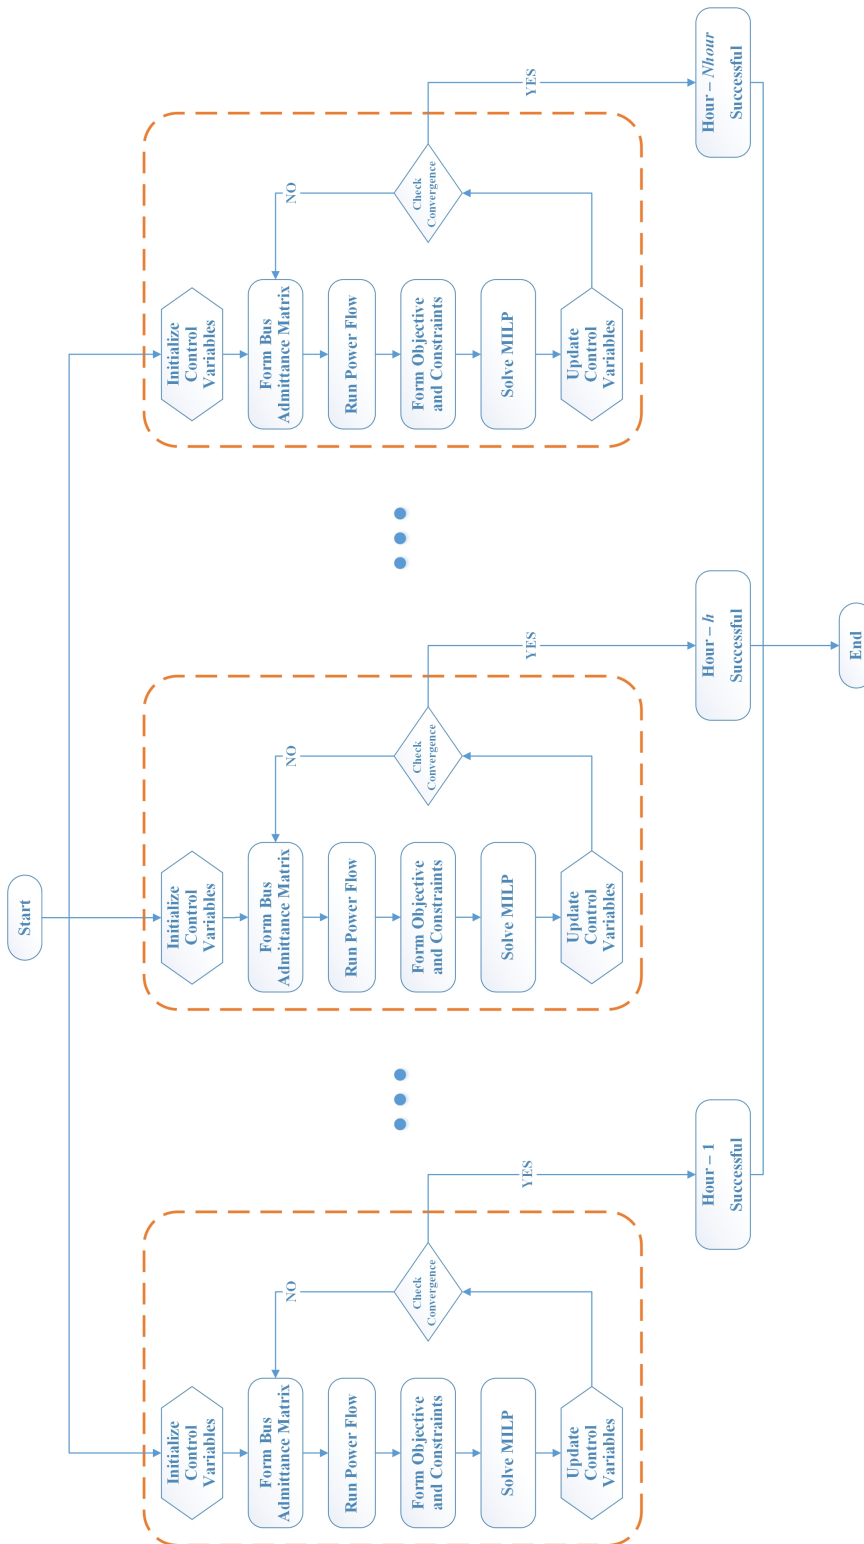 Start
Initialize
Control
Variables
Form Bus
Admittance Matrix
Run Power Flow
Form Objective
and Constraints
Solve MILP
Update
Control
Variables
Check
Convergence
NO
YES
Hour – 1
Successful
Initialize
Control
Variables
Form Bus
Admittance Matrix
Run Power Flow
Form Objective
and Constraints
Solve MILP
Update
Control
Variables
Check
Convergence
NO
YES
Hour – h
Successful
Initialize
Control
Variables
Form Bus
Admittance Matrix
Run Power Flow
Form Objective
and Constraints
Solve MILP
Update
Control
Variables
Check
Convergence
NO
YES
Hour – Nhour
Successful
End